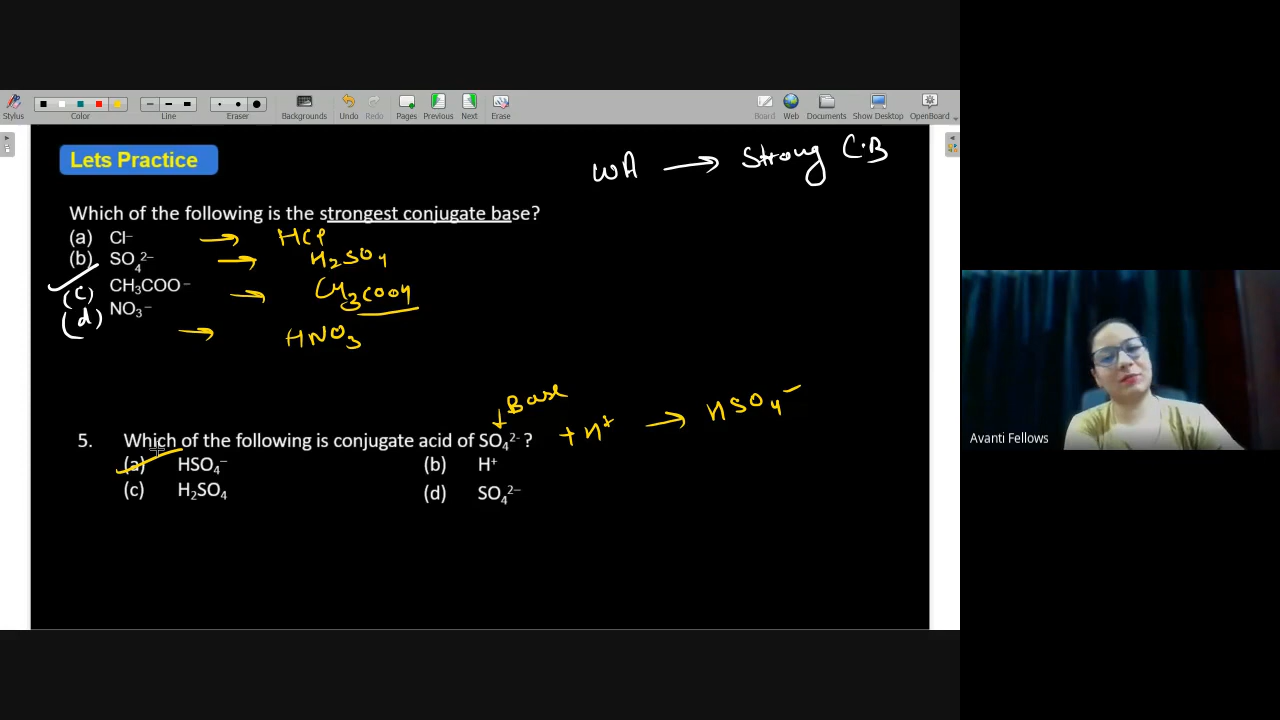 Stylus Color Line Eraser Backgrounds Undo Redo Pages Previous Next Erase Board Web Documents Show Desktop OpenBoard
Lets Practice
WA → Strong C.B
Which of the following is the strongest conjugate base?
(a) Cl⁻ → HCl
(b) SO₄²⁻ → H₂SO₄
(c) CH₃COO⁻ → CH₃COOH
(d) NO₃⁻ → HNO₃
↓ Base
5. Which of the following is conjugate acid of SO₄²⁻ ? + H⁺ → HSO₄⁻
(a) HSO₄⁻ (b) H⁺
(c) H₂SO₄ (d) SO₄²⁻
Avanti Fellows